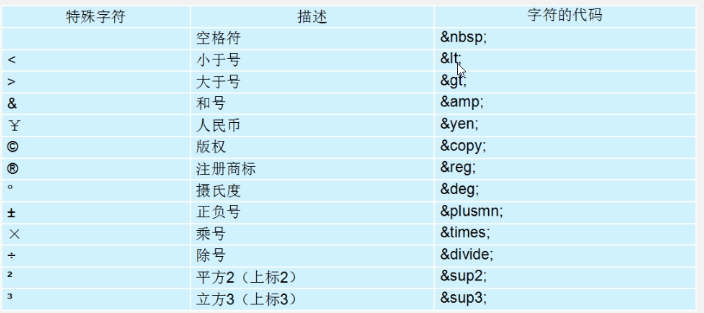 特殊字符 描述 字符的代码
空格符 &nbsp;
< 小于号 &lt;
> 大于号 &gt;
& 和号 &amp;
¥ 人民币 &yen;
© 版权 &copy;
® 注册商标 &reg;
° 摄氏度 &deg;
± 正负号 &plusmn;
× 乘号 &times;
÷ 除号 &divide;
² 平方2（上标2） &sup2;
³ 立方3（上标3） &sup3;